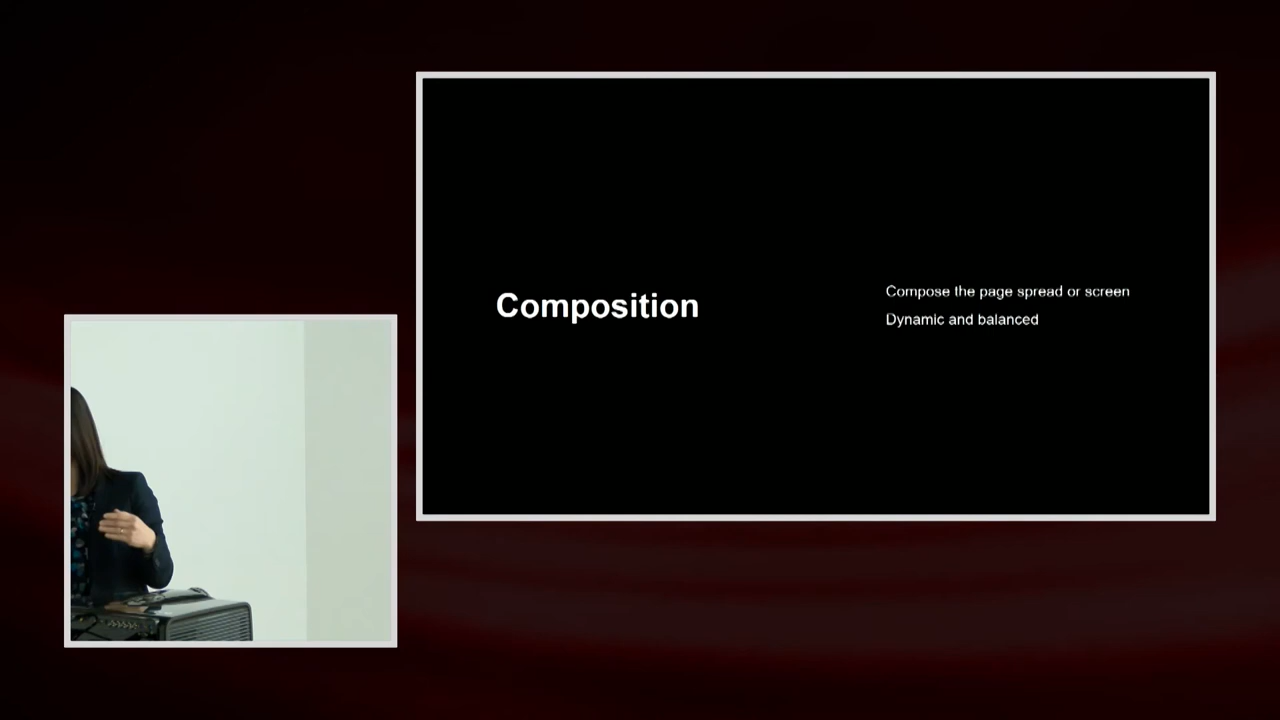 Composition
Compose the page spread or screen
Dynamic and balanced